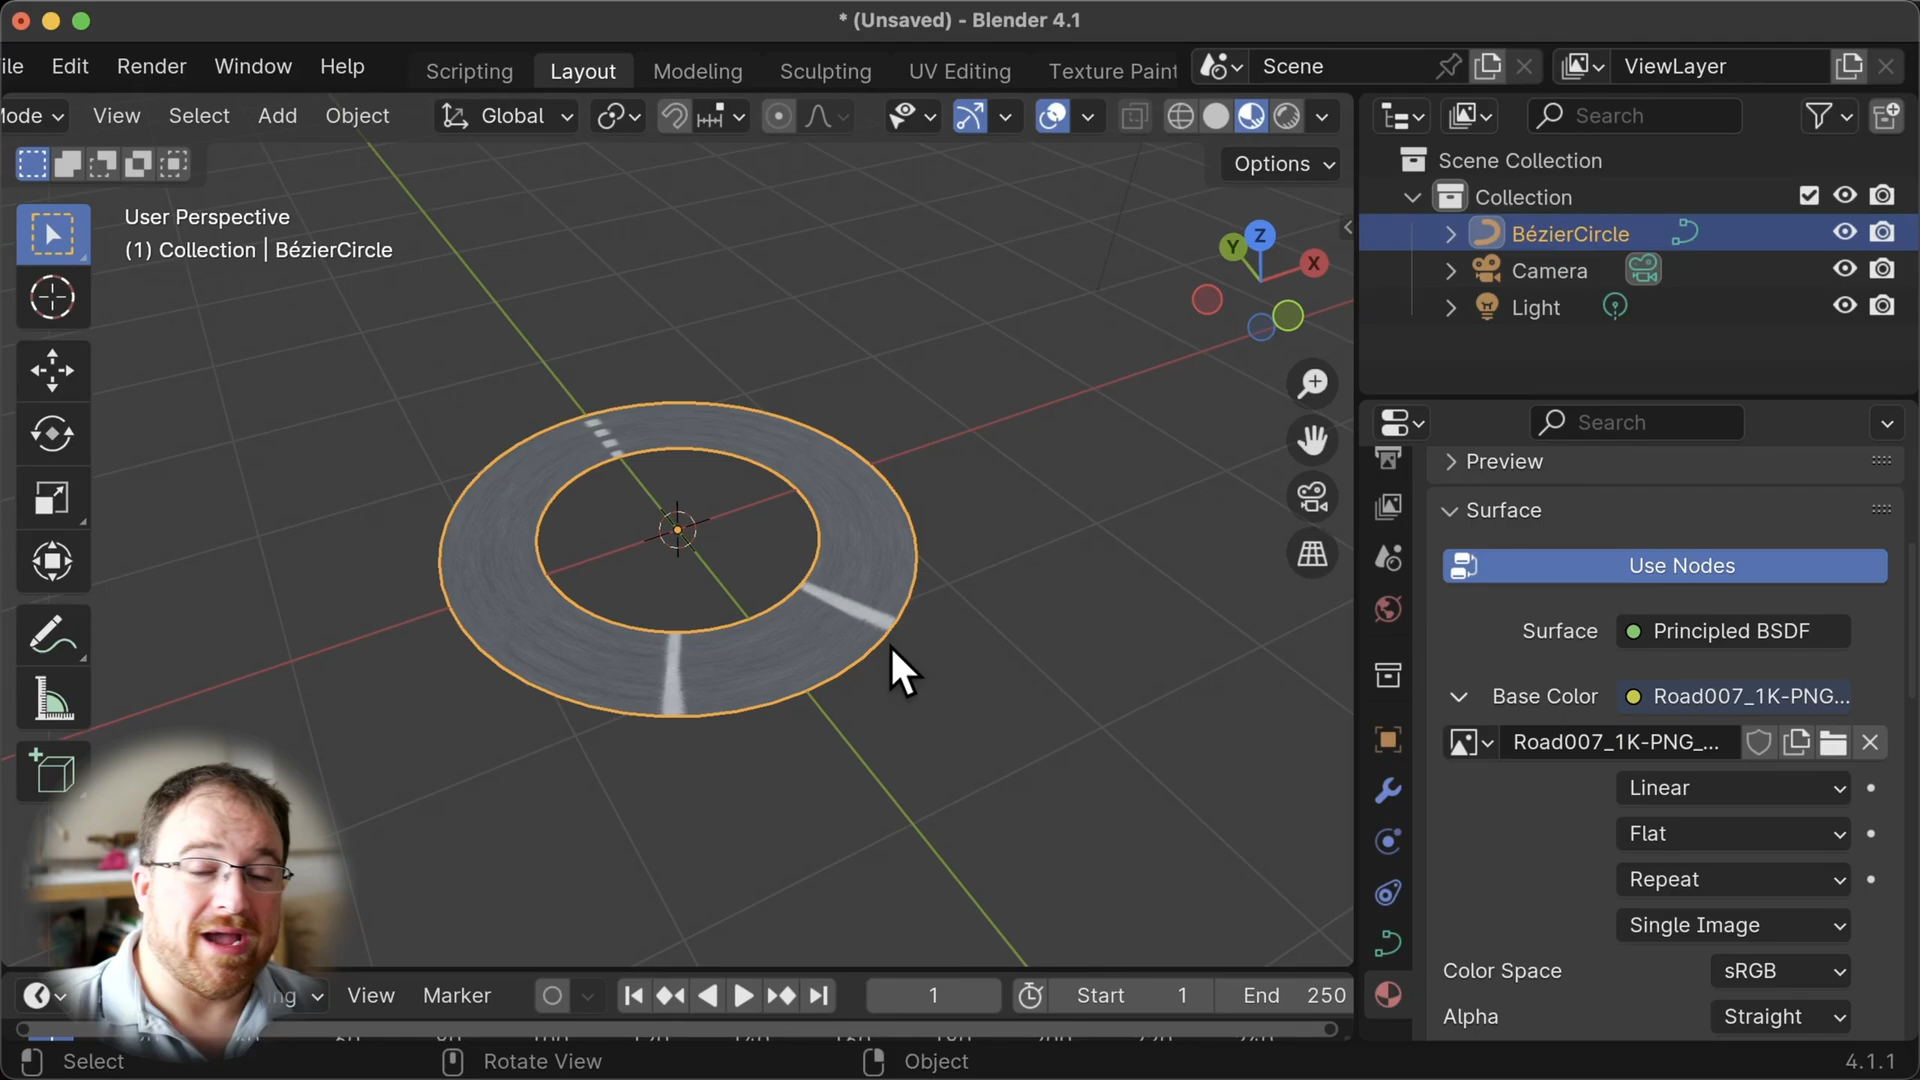 * (Unsaved) - Blender 4.1
ile Edit Render Window Help Scripting Layout Modeling Sculpting UV Editing Texture Paint Scene ViewLayer
Mode View Select Add Object Global Search
Options
Scene Collection
User Perspective
Collection
(1) Collection | BézierCircle
BézierCircle
Y Z X
Camera
Light
Search
Preview
Surface
Use Nodes
Surface Principled BSDF
Base Color Road007_1K-PNG...
Road007_1K-PNG_...
Linear
Flat
Repeat
Single Image
Color Space sRGB
Alpha Straight
ng View Marker 1 Start 1 End 250
Select Rotate View Object 4.1.1